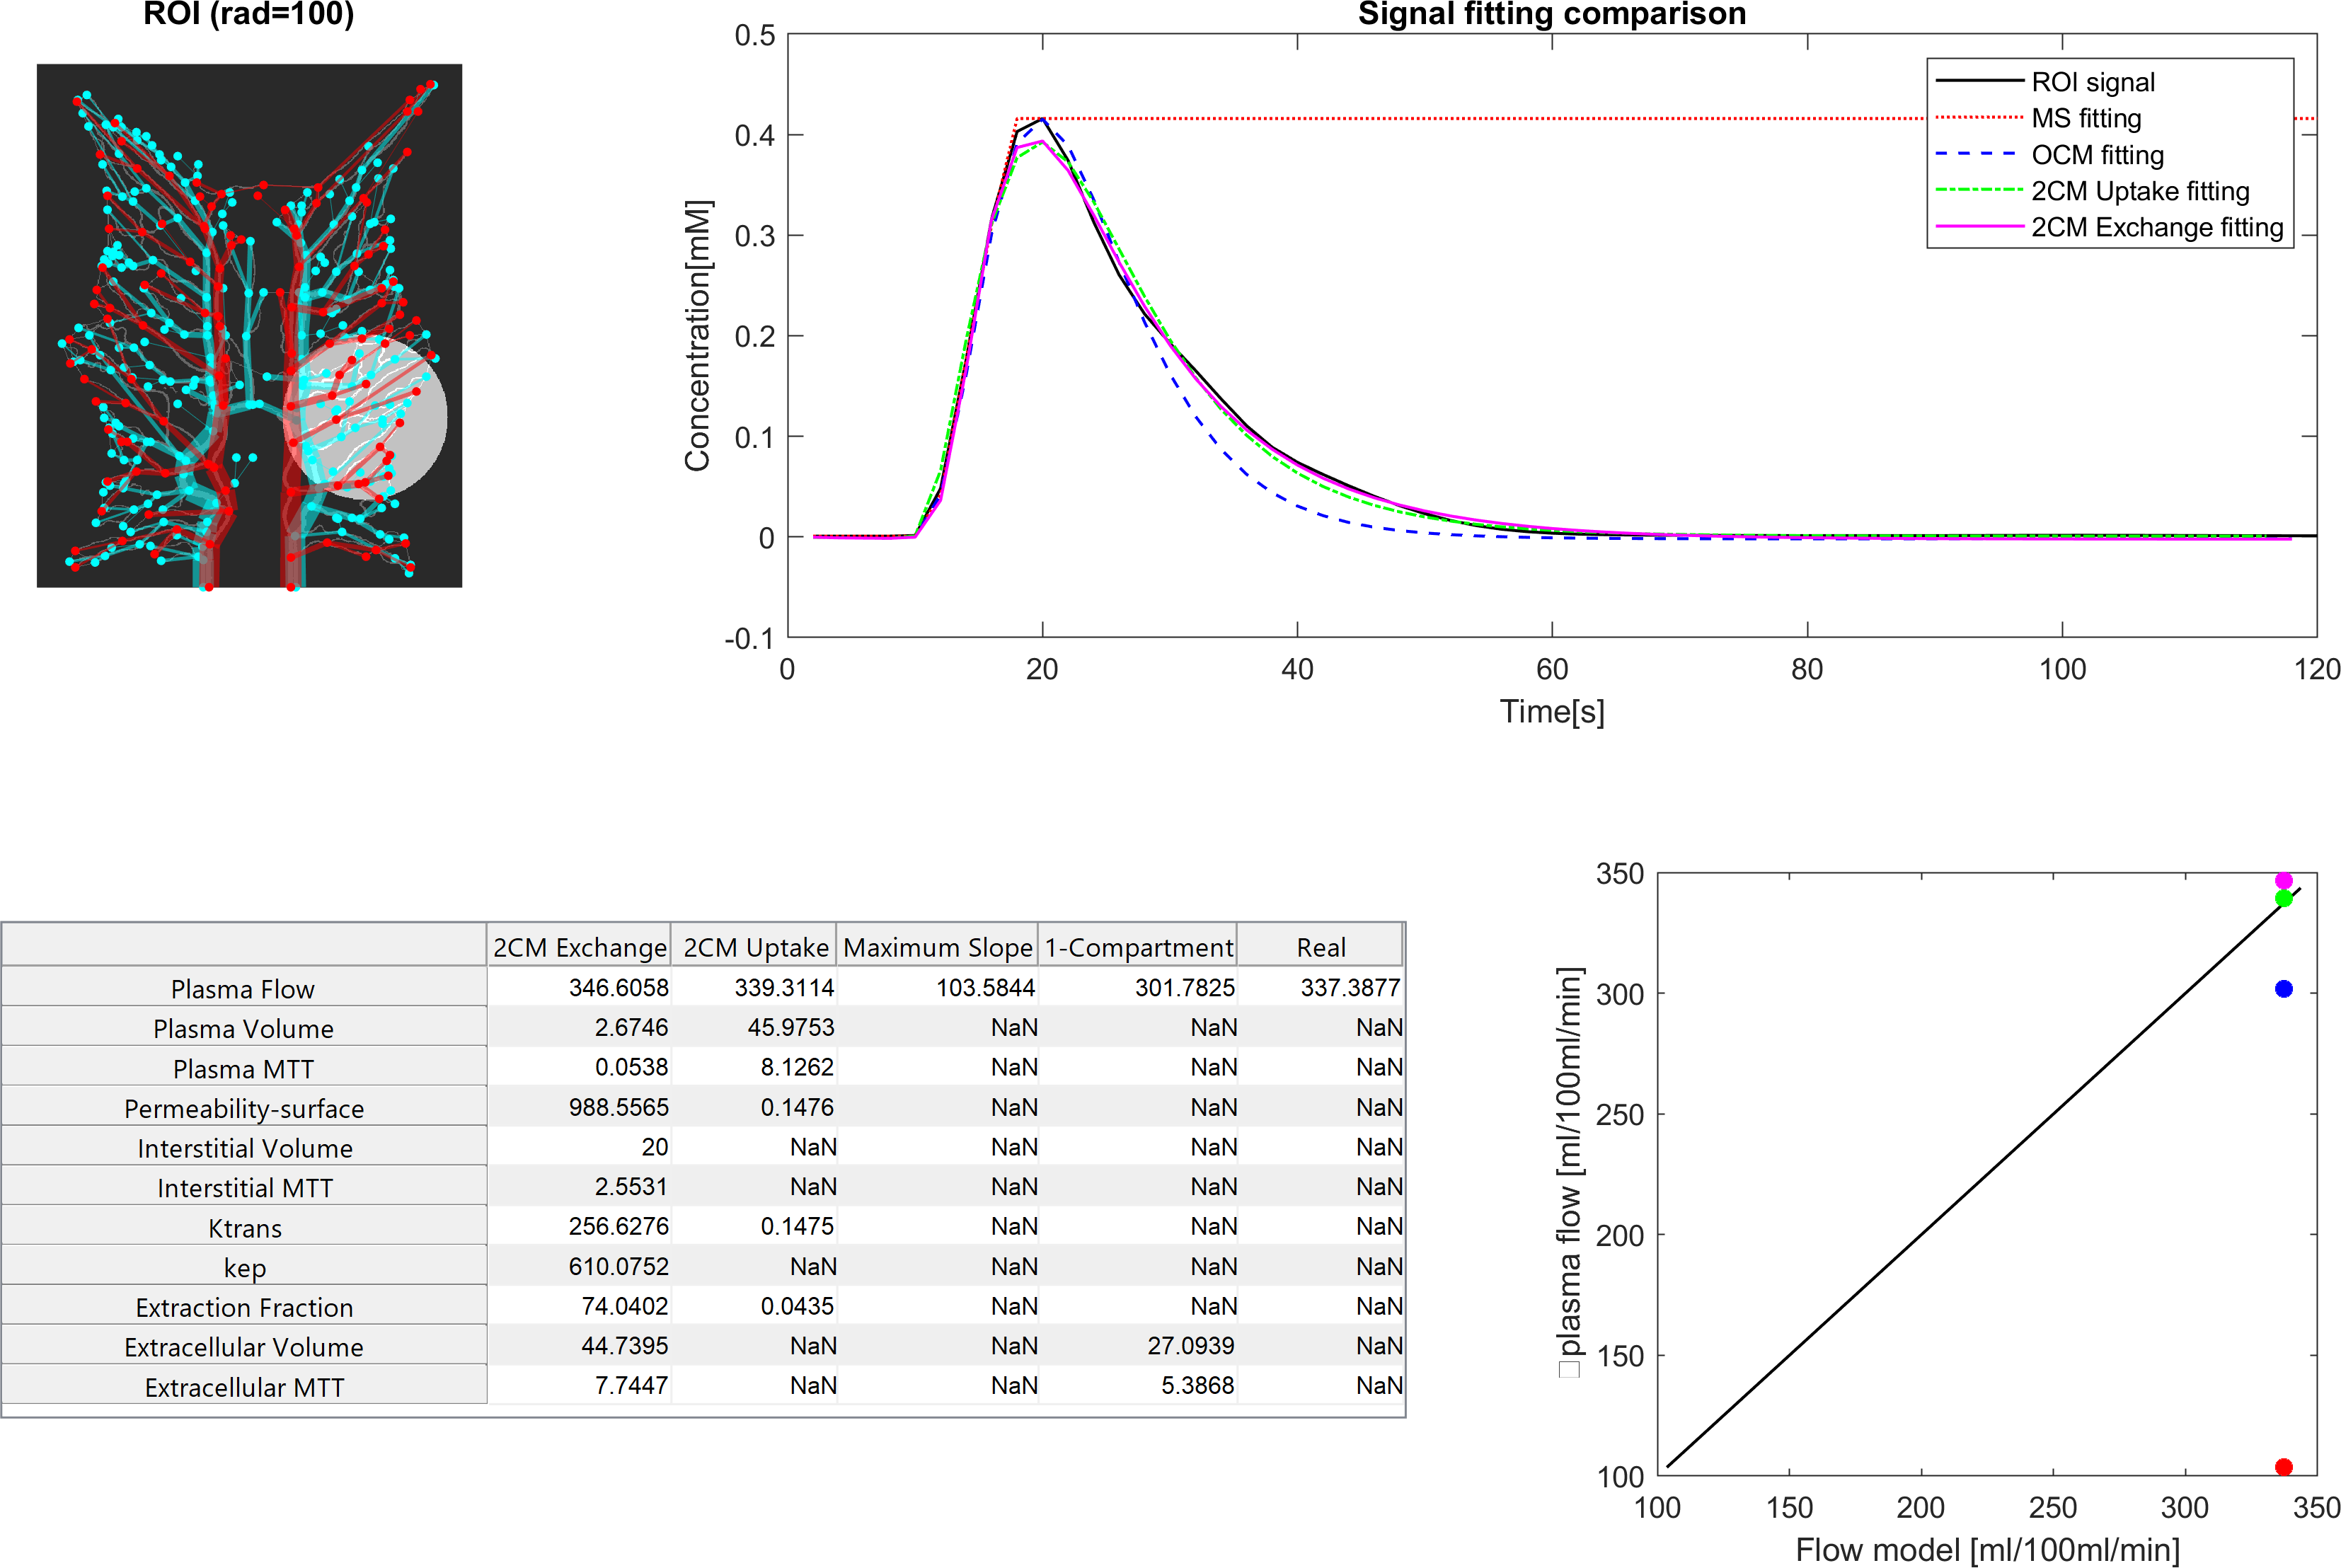 ROI (rad=100)
Signal fitting comparison
0.5
0.4
0.3
0.2
0.1
0
-0.1
Concentration[mM]
0 20 40 60 80 100 120
Time[s]
ROI signal
MS fitting
OCM fitting
2CM Uptake fitting
2CM Exchange fitting
2CM Exchange 2CM Uptake Maximum Slope 1-Compartment Real
Plasma Flow 346.6058 339.3114 103.5844 301.7825 337.3877
Plasma Volume 2.6746 45.9753 NaN NaN NaN
Plasma MTT 0.0538 8.1262 NaN NaN NaN
Permeability-surface 988.5565 0.1476 NaN NaN NaN
Interstitial Volume 20 NaN NaN NaN NaN
Interstitial MTT 2.5531 NaN NaN NaN NaN
Ktrans 256.6276 0.1475 NaN NaN NaN
kep 610.0752 NaN NaN NaN NaN
Extraction Fraction 74.0402 0.0435 NaN NaN NaN
Extracellular Volume 44.7395 NaN NaN 27.0939 NaN
Extracellular MTT 7.7447 NaN NaN 5.3868 NaN
350
300
250
200
150
100
□plasma flow [ml/100ml/min]
100 150 200 250 300 350
Flow model [ml/100ml/min]